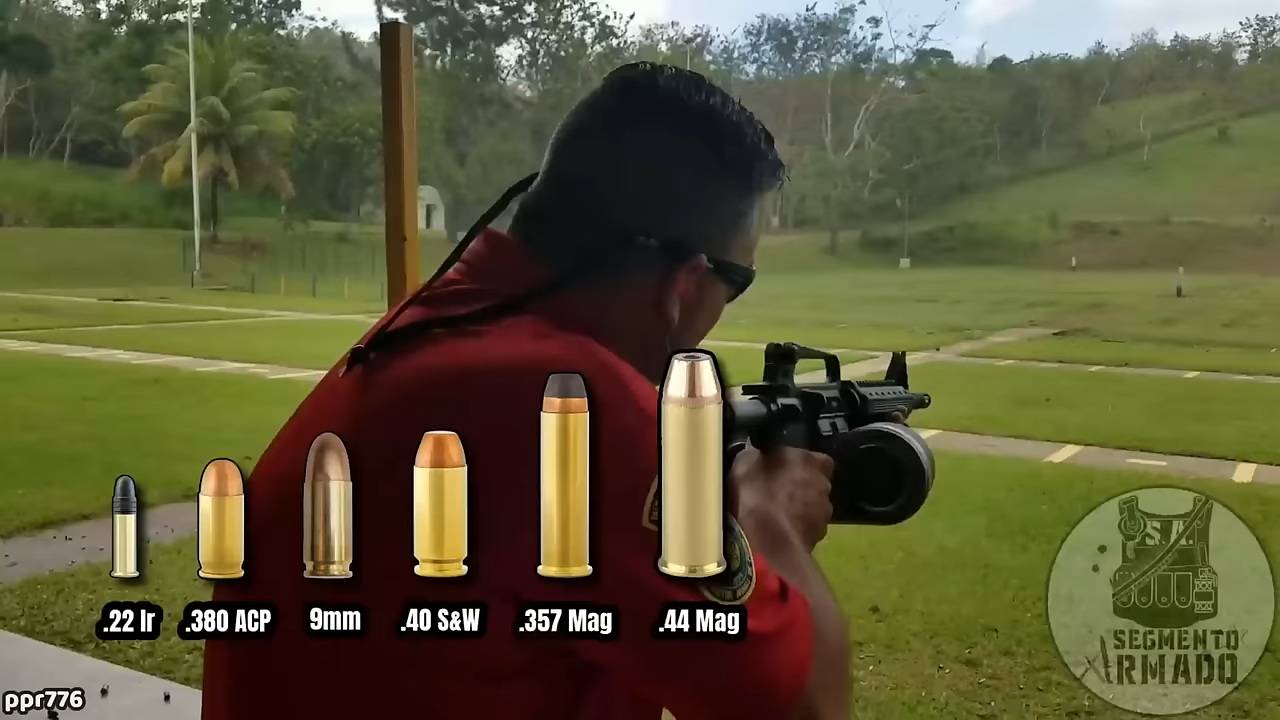 .22 lr
.380 ACP
9mm
.40 S&W
.357 Mag
.44 Mag
ppr776
S.A.
SEGMENTO
ARMADO